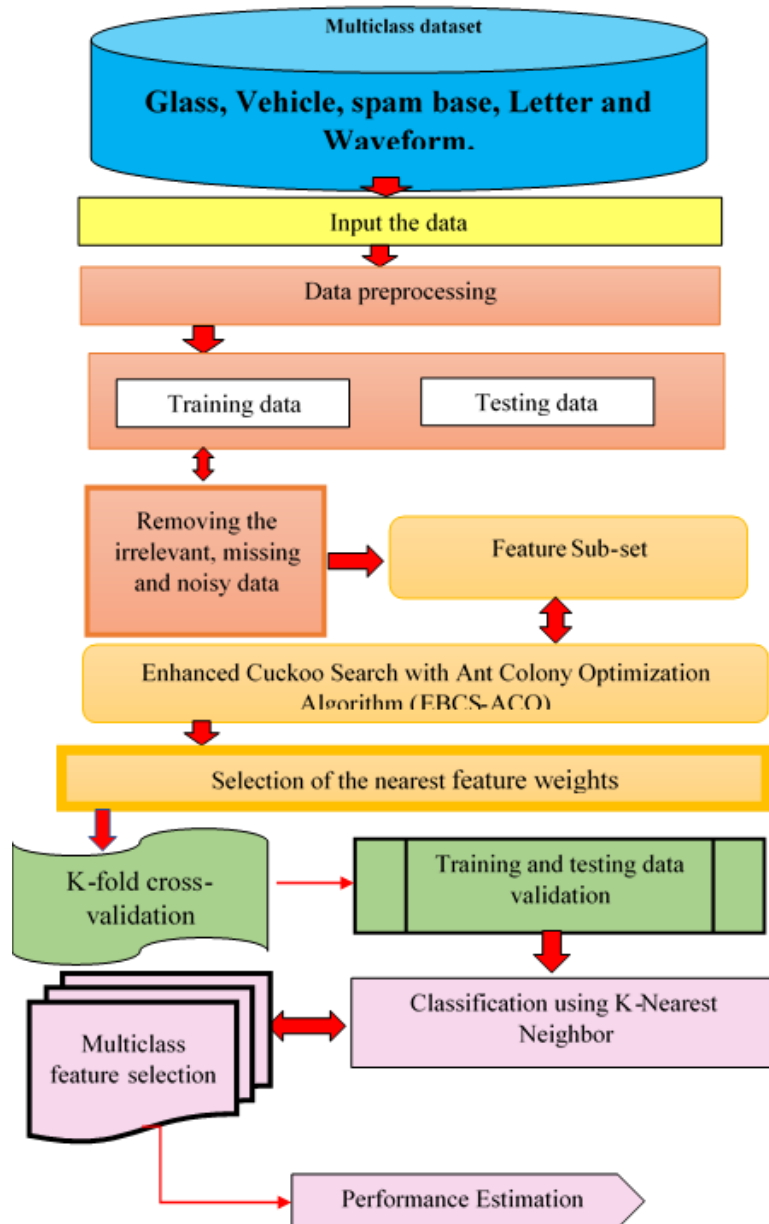 Multiclass dataset
Glass, Vehicle, spam base, Letter and
Waveform.
Input the data
Data preprocessing
Training data
Testing data
Removing the
irrelevant, missing
and noisy data
Feature Sub-set
Enhanced Cuckoo Search with Ant Colony Optimization
Algorithm (EBCS-ACO)
Selection of the nearest feature weights
K-fold cross-
validation
Training and testing data
validation
Classification using K-Nearest
Neighbor
Multiclass
feature selection
Performance Estimation